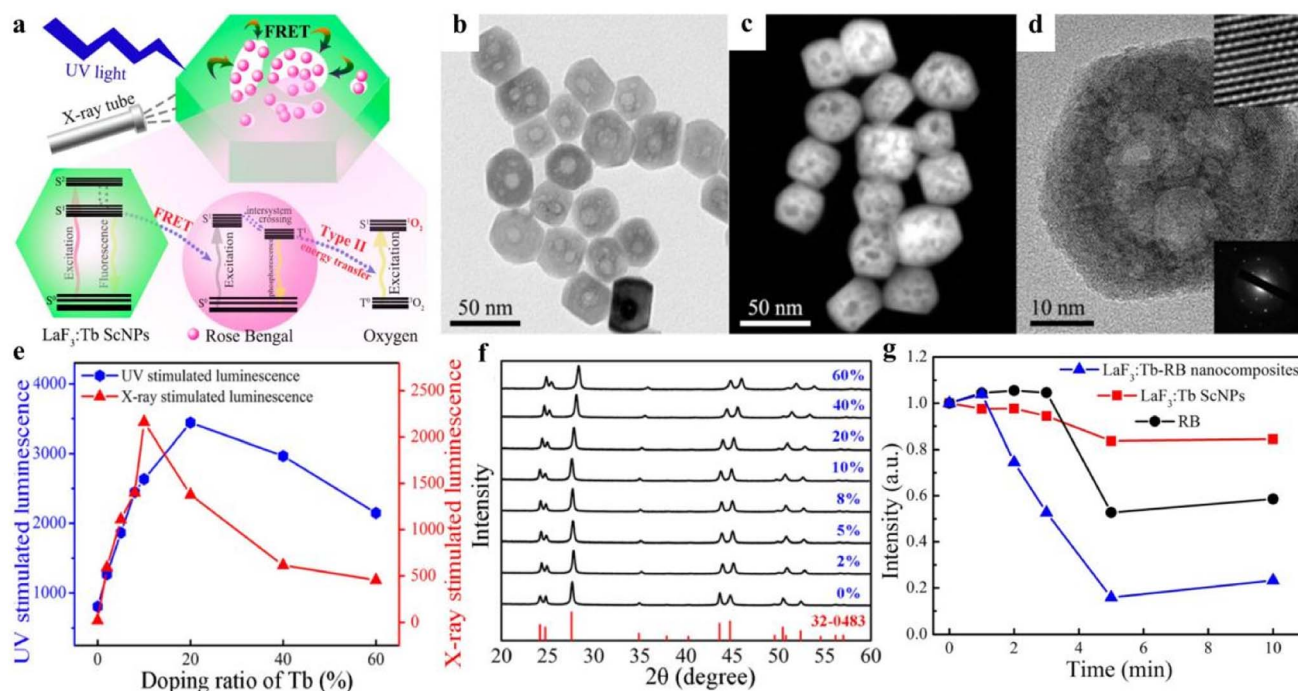 a
UV light
X-ray tube
FRET
S²
S¹
S⁰
Excitation
Fluorescence
FRET
S¹
intersystem
crossing
T¹
S⁰
Excitation
phosphorescence
Type II
energy transfer
S¹
¹O₂
Excitation
T⁰
³O₂
LaF₃:Tb ScNPs
Rose Bengal
Oxygen
b
50 nm
c
50 nm
d
10 nm
e
UV stimulated luminescence
X-ray stimulated luminescence
UV stimulated luminescence
4000
3000
2000
1000
X-ray stimulated luminescence
2500
2000
1500
1000
500
0
0 20 40 60
Doping ratio of Tb (%)
f
Intensity
60%
40%
20%
10%
8%
5%
2%
0%
32-0483
20 25 30 35 40 45 50 55 60
2θ (degree)
g
LaF₃:Tb-RB nanocomposites
LaF₃:Tb ScNPs
RB
Intensity (a.u.)
1.2
1.0
0.8
0.6
0.4
0.2
0.0
0 2 4 6 8 10
Time (min)